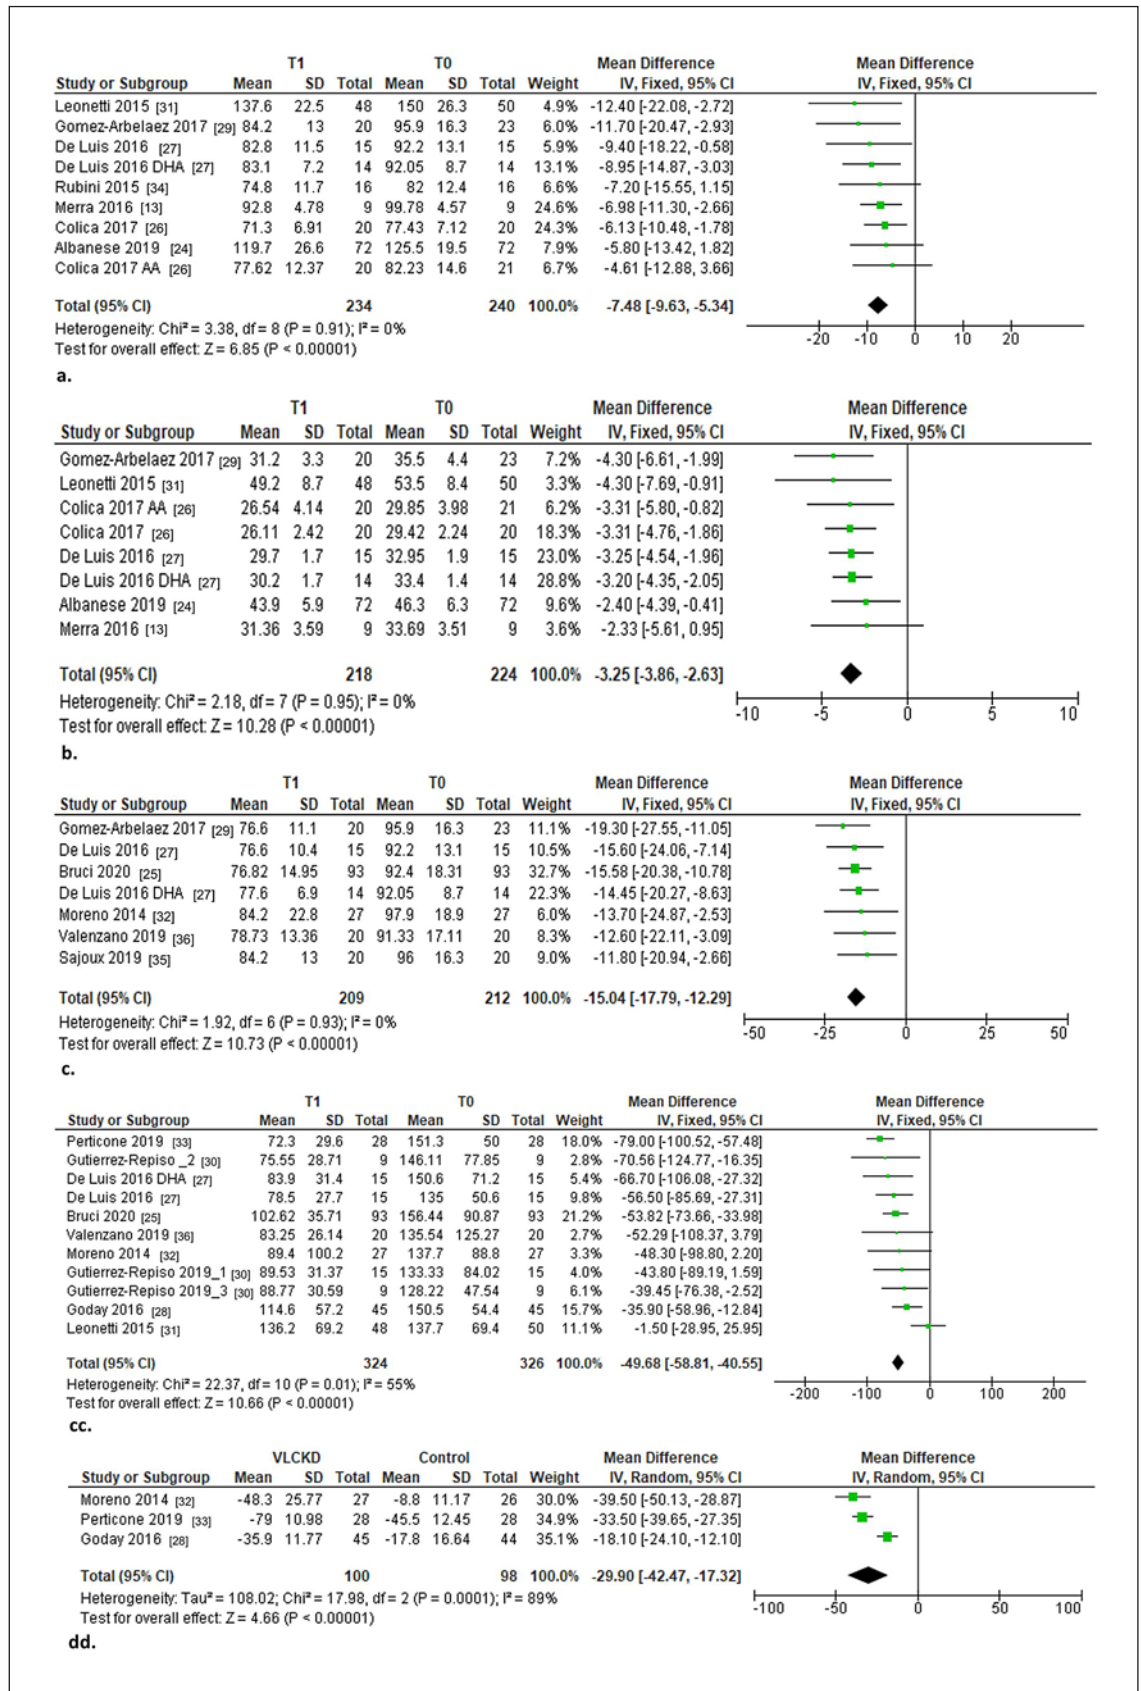 T1 T0 Mean Difference Mean Difference
Study or Subgroup Mean SD Total Mean SD Total Weight IV, Fixed, 95% CI IV, Fixed, 95% CI
Leonetti 2015 [31] 137.6 22.5 48 150 26.3 50 4.9% -12.40 [-22.08, -2.72]
Gomez-Arbelaez 2017 [29] 84.2 13 20 95.9 16.3 23 6.0% -11.70 [-20.47, -2.93]
De Luis 2016 [27] 82.8 11.5 15 92.2 13.1 15 5.9% -9.40 [-18.22, -0.58]
De Luis 2016 DHA [27] 83.1 7.2 14 92.05 8.7 14 13.1% -8.95 [-14.87, -3.03]
Rubini 2015 [34] 74.8 11.7 16 82 12.4 16 6.6% -7.20 [-15.55, 1.15]
Merra 2016 [13] 92.8 4.78 9 99.78 4.57 9 24.6% -6.98 [-11.30, -2.66]
Colica 2017 [26] 71.3 6.91 20 77.43 7.12 20 24.3% -6.13 [-10.48, -1.78]
Albanese 2019 [24] 119.7 26.6 72 125.5 19.5 72 7.9% -5.80 [-13.42, 1.82]
Colica 2017 AA [26] 77.62 12.37 20 82.23 14.6 21 6.7% -4.61 [-12.88, 3.66]
Total (95% CI) 234 240 100.0% -7.48 [-9.63, -5.34]
Heterogeneity: Chi² = 3.38, df = 8 (P = 0.91); I² = 0%
Test for overall effect: Z = 6.85 (P < 0.00001)
-20 -10 0 10 20
a.
T1 T0 Mean Difference Mean Difference
Study or Subgroup Mean SD Total Mean SD Total Weight IV, Fixed, 95% CI IV, Fixed, 95% CI
Gomez-Arbelaez 2017 [29] 31.2 3.3 20 35.5 4.4 23 7.2% -4.30 [-6.61, -1.99]
Leonetti 2015 [31] 49.2 8.7 48 53.5 8.4 50 3.3% -4.30 [-7.69, -0.91]
Colica 2017 AA [26] 26.54 4.14 20 29.85 3.98 21 6.2% -3.31 [-5.80, -0.82]
Colica 2017 [26] 26.11 2.42 20 29.42 2.24 20 18.3% -3.31 [-4.76, -1.86]
De Luis 2016 [27] 29.7 1.7 15 32.95 1.9 15 23.0% -3.25 [-4.54, -1.96]
De Luis 2016 DHA [27] 30.2 1.7 14 33.4 1.4 14 28.8% -3.20 [-4.35, -2.05]
Albanese 2019 [24] 43.9 5.9 72 46.3 6.3 72 9.6% -2.40 [-4.39, -0.41]
Merra 2016 [13] 31.36 3.59 9 33.69 3.51 9 3.6% -2.33 [-5.61, 0.95]
Total (95% CI) 218 224 100.0% -3.25 [-3.86, -2.63]
Heterogeneity: Chi² = 2.18, df = 7 (P = 0.95); I² = 0%
-10 -5 0 5 10
Test for overall effect: Z = 10.28 (P < 0.00001)
b.
T1 T0 Mean Difference Mean Difference
Study or Subgroup Mean SD Total Mean SD Total Weight IV, Fixed, 95% CI IV, Fixed, 95% CI
Gomez-Arbelaez 2017 [29] 76.6 11.1 20 95.9 16.3 23 11.1% -19.30 [-27.55, -11.05]
De Luis 2016 [27] 76.6 10.4 15 92.2 13.1 15 10.5% -15.60 [-24.06, -7.14]
Bruci 2020 [25] 76.82 14.95 93 92.4 18.31 93 32.7% -15.58 [-20.38, -10.78]
De Luis 2016 DHA [27] 77.6 6.9 14 92.05 8.7 14 22.3% -14.45 [-20.27, -8.63]
Moreno 2014 [32] 84.2 22.8 27 97.9 18.9 27 6.0% -13.70 [-24.87, -2.53]
Valenzano 2019 [36] 78.73 13.36 20 91.33 17.11 20 8.3% -12.60 [-22.11, -3.09]
Sajoux 2019 [35] 84.2 13 20 96 16.3 20 9.0% -11.80 [-20.94, -2.66]
Total (95% CI) 209 212 100.0% -15.04 [-17.79, -12.29]
Heterogeneity: Chi² = 1.92, df = 6 (P = 0.93); I² = 0%
-50 -25 0 25 50
Test for overall effect: Z = 10.73 (P < 0.00001)
c.
T1 T0 Mean Difference Mean Difference
Study or Subgroup Mean SD Total Mean SD Total Weight IV, Fixed, 95% CI IV, Fixed, 95% CI
Perticone 2019 [33] 72.3 29.6 28 151.3 50 28 18.0% -79.00 [-100.52, -57.48]
Gutierrez-Repiso _2 [30] 75.55 28.71 9 146.11 77.85 9 2.8% -70.56 [-124.77, -16.35]
De Luis 2016 DHA [27] 83.9 31.4 15 150.6 71.2 15 5.4% -66.70 [-106.08, -27.32]
De Luis 2016 [27] 78.5 27.7 15 135 50.6 15 9.8% -56.50 [-85.69, -27.31]
Bruci 2020 [25] 102.62 35.71 93 156.44 90.87 93 21.2% -53.82 [-73.66, -33.98]
Valenzano 2019 [36] 83.25 26.14 20 135.54 125.27 20 2.7% -52.29 [-108.37, 3.79]
Moreno 2014 [32] 89.4 100.2 27 137.7 88.8 27 3.3% -48.30 [-98.80, 2.20]
Gutierrez-Repiso 2019_1 [30] 89.53 31.37 15 133.33 84.02 15 4.0% -43.80 [-89.19, 1.59]
Gutierrez-Repiso 2019_3 [30] 88.77 30.59 9 128.22 47.54 9 6.1% -39.45 [-76.38, -2.52]
Goday 2016 [28] 114.6 57.2 45 150.5 54.4 45 15.7% -35.90 [-58.96, -12.84]
Leonetti 2015 [31] 136.2 69.2 48 137.7 69.4 50 11.1% -1.50 [-28.95, 25.95]
Total (95% CI) 324 326 100.0% -49.68 [-58.81, -40.55]
Heterogeneity: Chi² = 22.37, df = 10 (P = 0.01); I² = 55%
-200 -100 0 100 200
Test for overall effect: Z = 10.66 (P < 0.00001)
cc.
VLCKD Control Mean Difference Mean Difference
Study or Subgroup Mean SD Total Mean SD Total Weight IV, Random, 95% CI IV, Random, 95% CI
Moreno 2014 [32] -48.3 25.77 27 -8.8 11.17 26 30.0% -39.50 [-50.13, -28.87]
Perticone 2019 [33] -79 10.98 28 -45.5 12.45 28 34.9% -33.50 [-39.65, -27.35]
Goday 2016 [28] -35.9 11.77 45 -17.8 16.64 44 35.1% -18.10 [-24.10, -12.10]
Total (95% CI) 100 98 100.0% -29.90 [-42.47, -17.32]
Heterogeneity: Tau² = 108.02; Chi² = 17.98, df = 2 (P = 0.0001); I² = 89%
-100 -50 0 50 100
Test for overall effect: Z = 4.66 (P < 0.00001)
dd.